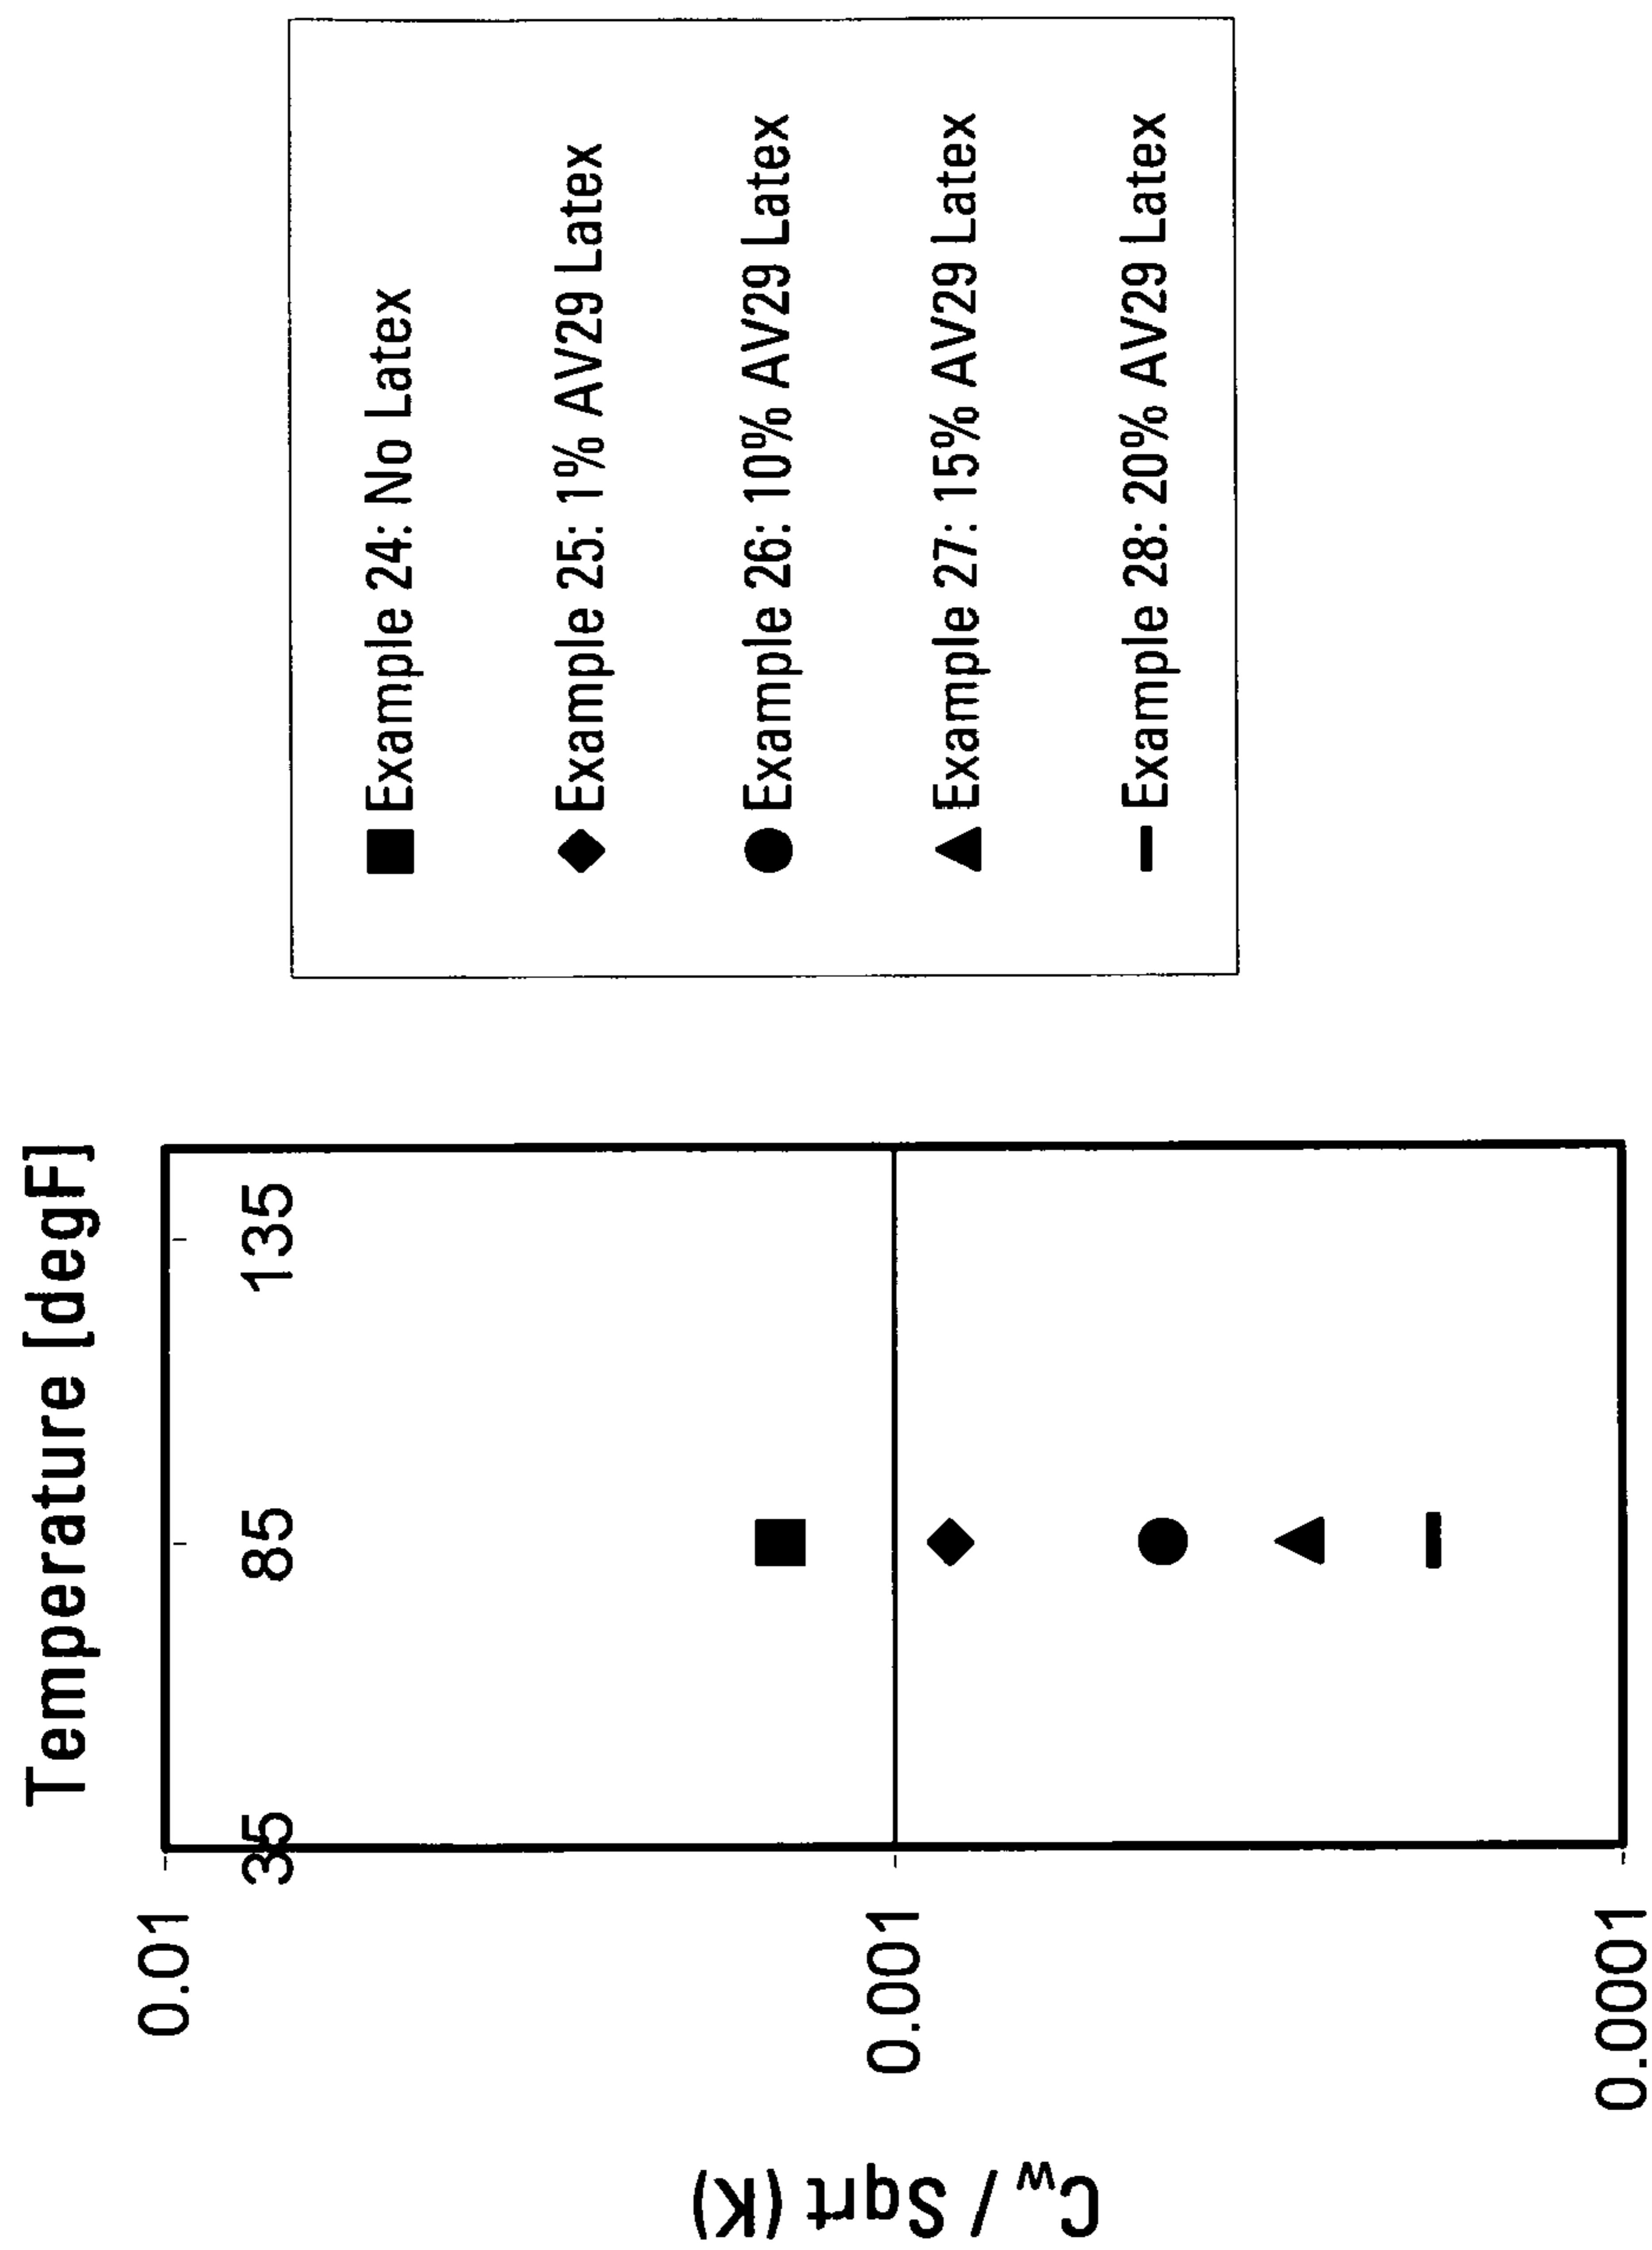 Temperature [degF]
0.01
35
85
135
0.001
0.0001
C_w / Sqrt (K)
Example 24: No Latex
Example 25: 1% AV29 Latex
Example 26: 10% AV29 Latex
Example 27: 15% AV29 Latex
Example 28: 20% AV29 Latex